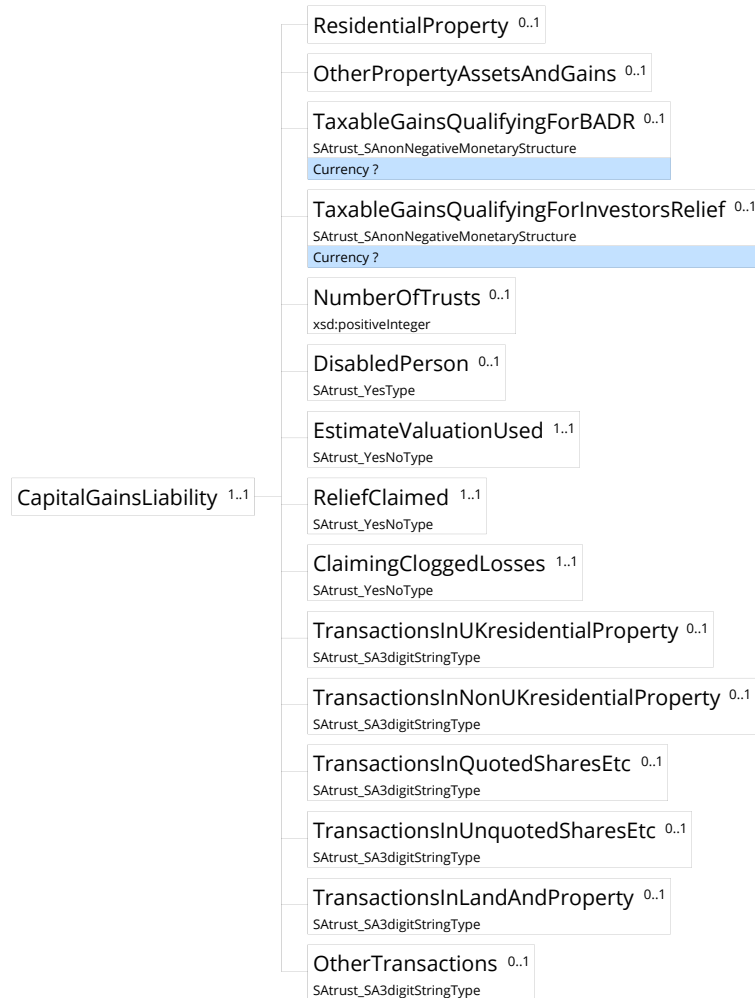 ResidentialProperty 0..1
OtherPropertyAssetsAndGains 0..1
TaxableGainsQualifyingForBADR 0..1
SAtrust_SAnonNegativeMonetaryStructure
Currency ?
TaxableGainsQualifyingForInvestorsRelief 0..1
SAtrust_SAnonNegativeMonetaryStructure
Currency ?
NumberOfTrusts 0..1
xsd:positiveInteger
DisabledPerson 0..1
SAtrust_YesType
EstimateValuationUsed 1..1
SAtrust_YesNoType
CapitalGainsLiability 1..1
ReliefClaimed 1..1
SAtrust_YesNoType
ClaimingCloggedLosses 1..1
SAtrust_YesNoType
TransactionsInUKresidentialProperty 0..1
SAtrust_SA3digitStringType
TransactionsInNonUKresidentialProperty 0..1
SAtrust_SA3digitStringType
TransactionsInQuotedSharesEtc 0..1
SAtrust_SA3digitStringType
TransactionsInUnquotedSharesEtc 0..1
SAtrust_SA3digitStringType
TransactionsInLandAndProperty 0..1
SAtrust_SA3digitStringType
OtherTransactions 0..1
SAtrust_SA3digitStringType